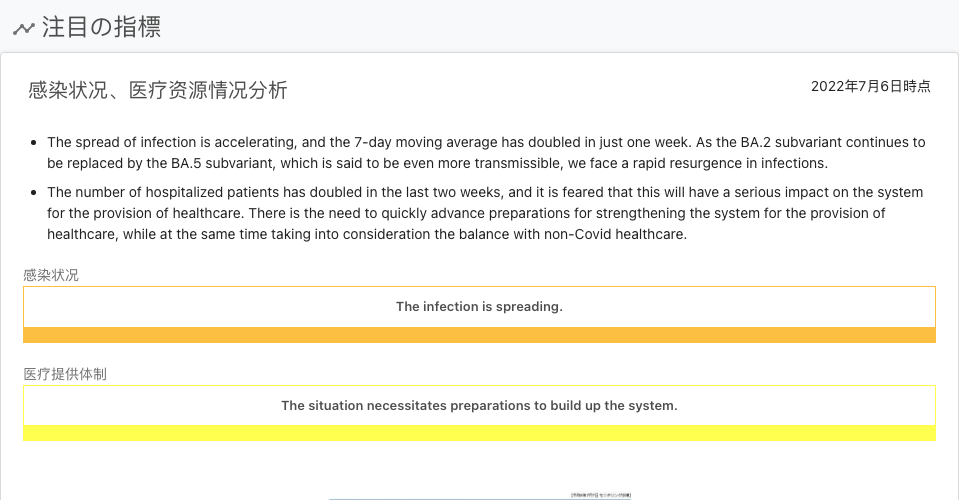 注目の指標
感染状况、医疗资源情况分析
2022年7月6日時点
The spread of infection is accelerating, and the 7-day moving average has doubled in just one week. As the BA.2 subvariant continues to
be replaced by the BA.5 subvariant, which is said to be even more transmissible, we face a rapid resurgence in infections.
The number of hospitalized patients has doubled in the last two weeks, and it is feared that this will have a serious impact on the system
for the provision of healthcare. There is the need to quickly advance preparations for strengthening the system for the provision of
healthcare, while at the same time taking into consideration the balance with non-Covid healthcare.
感染状况
The infection is spreading.
医疗提供体制
The situation necessitates preparations to build up the system.